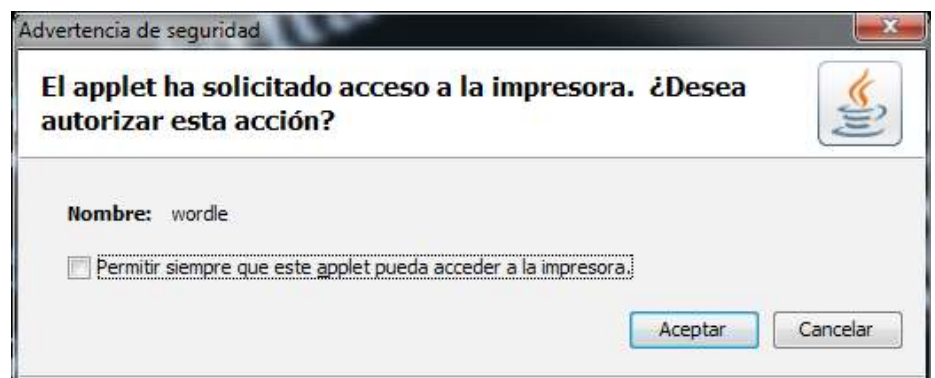 Advertencia de seguridad
El applet ha solicitado acceso a la impresora. ¿Desea
autorizar esta acción?
Nombre: wordle
Permitir siempre que este applet pueda acceder a la impresora.
Aceptar Cancelar